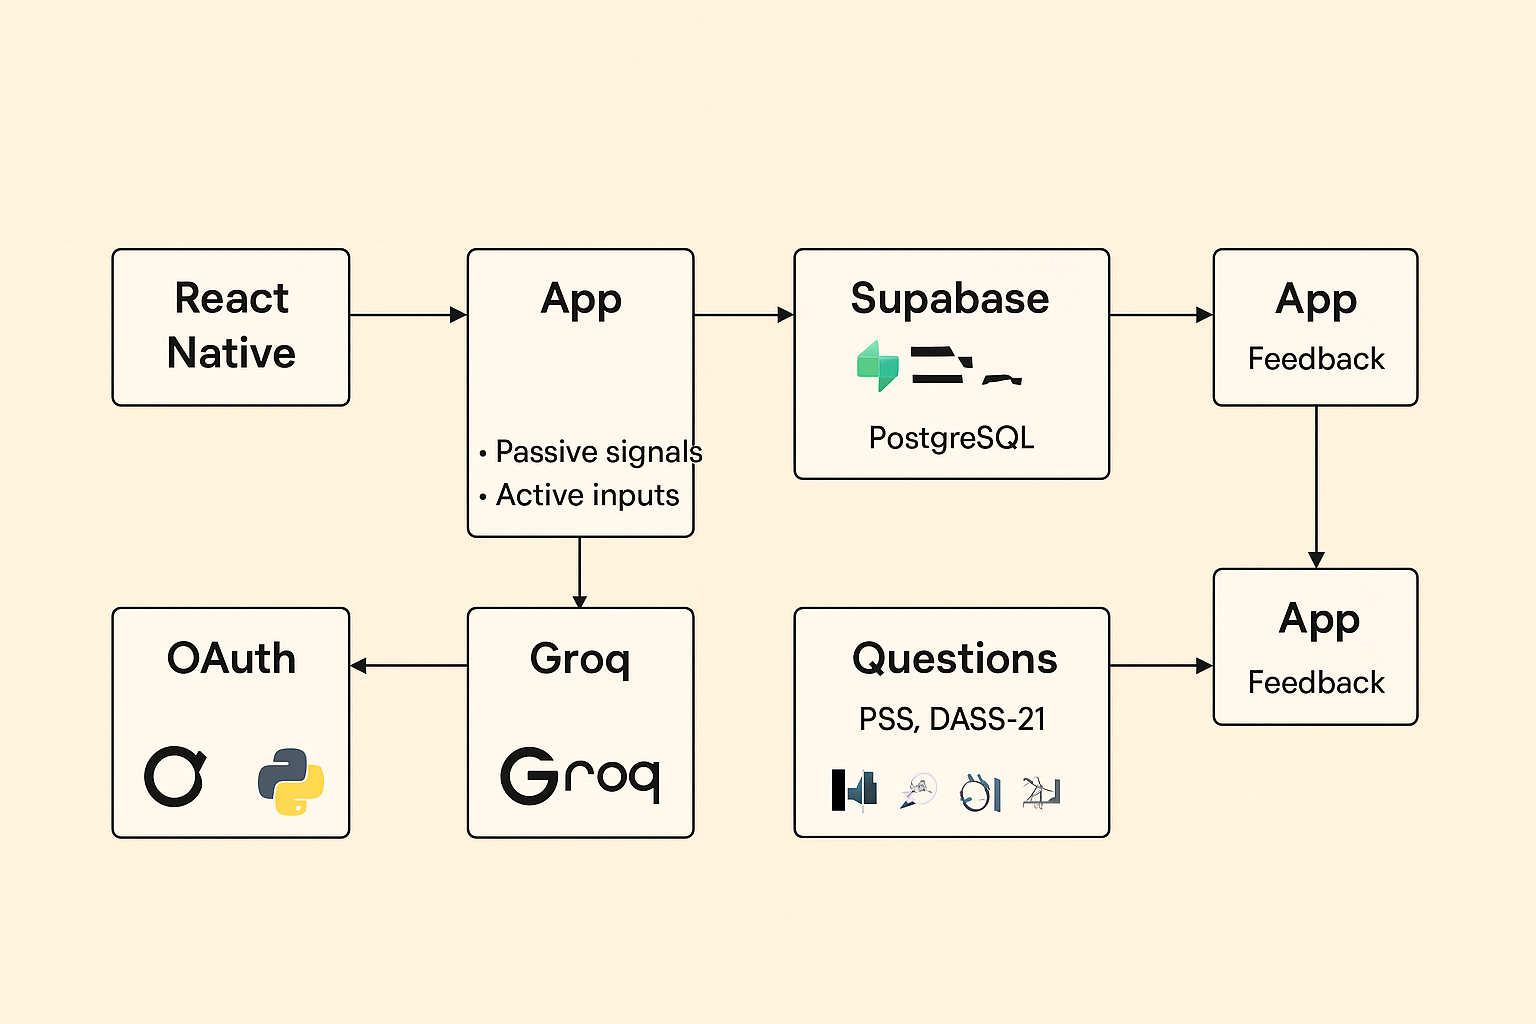 React
Native
App
• Passive signals
• Active inputs
Supabase
PostgreSQL
App
Feedback
OAuth
Groq
Groq
Questions
PSS, DASS-21
App
Feedback